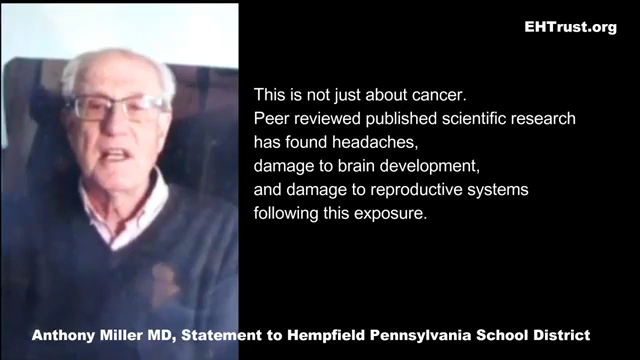 EHTrust.org
This is not just about cancer.
Peer reviewed published scientific research
has found headaches,
damage to brain development,
and damage to reproductive systems
following this exposure.
Anthony Miller MD, Statement to Hempfield Pennsylvania School District